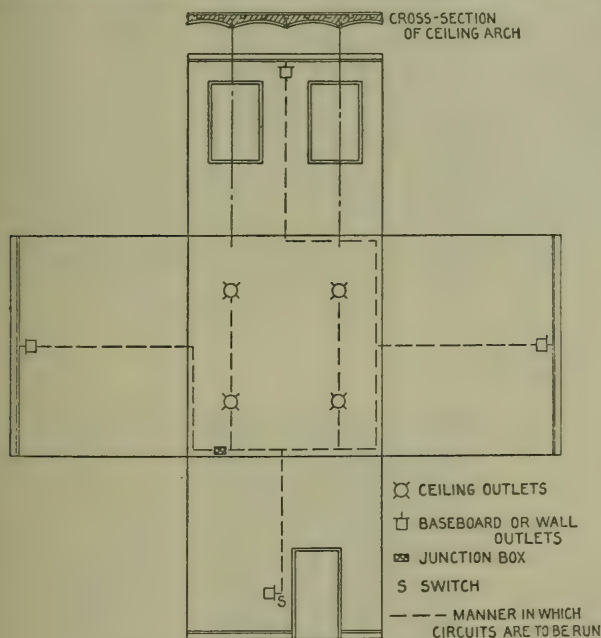 CROSS-SECTION
OF CEILING ARCH
S
CEILING OUTLETS
BASEBOARD OR WALL
OUTLETS
JUNCTION BOX
S SWITCH
MANNER IN WHICH
CIRCUITS ARE TO BE RUN